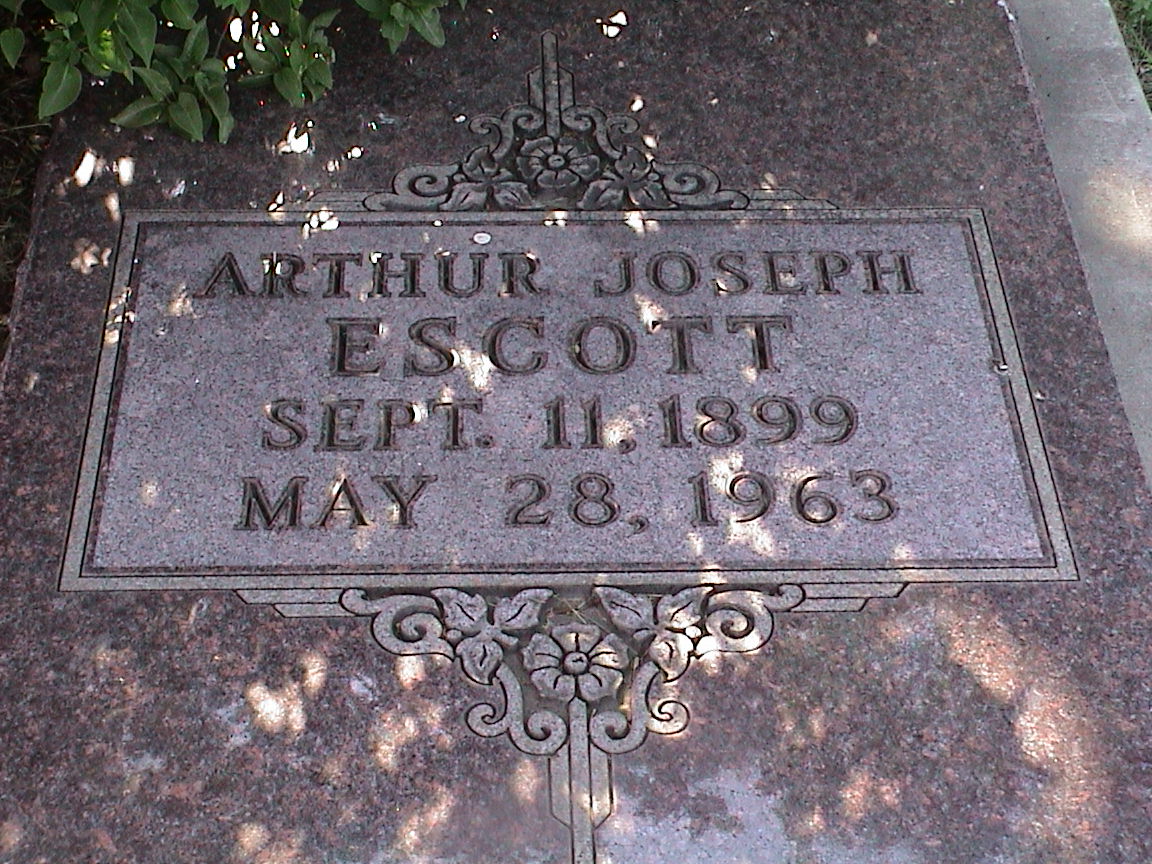 ARTHUR JOSEPH
ESCOTT
SEPT. 11, 1899
MAY 28, 1963